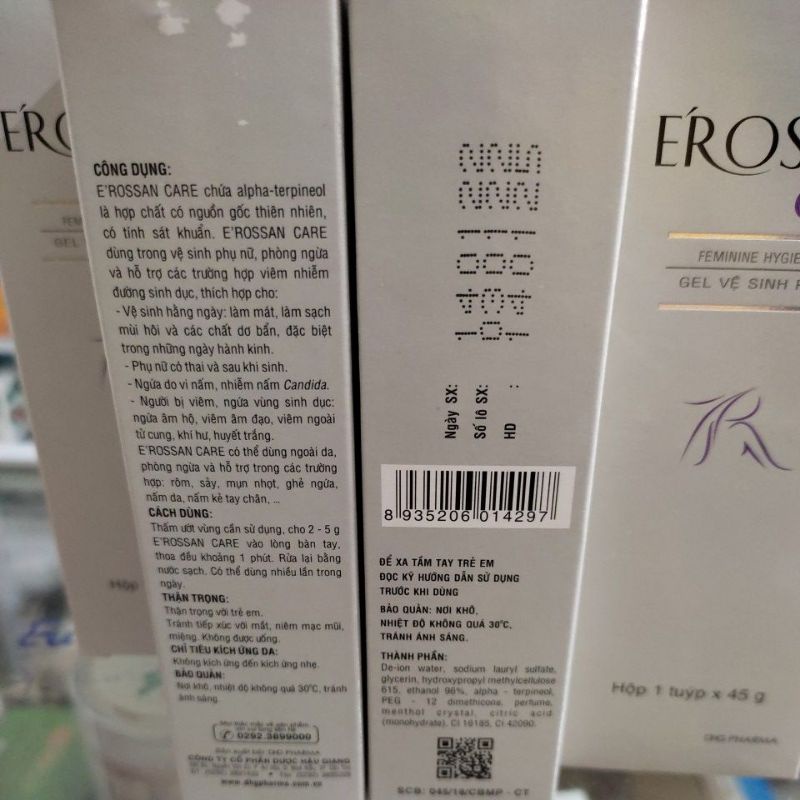 CÔNG DỤNG:
E'ROSSAN CARE chứa alpha-terpineol
là hợp chất có nguồn gốc thiên nhiên,
có tính sát khuẩn. E'ROSSAN CARE
dùng trong vệ sinh phụ nữ, phòng ngừa
và hỗ trợ các trường hợp viêm nhiễm
đường sinh dục, thích hợp cho:
- Vệ sinh hằng ngày: làm mát, làm sạch
mùi hôi và các chất dơ bẩn, đặc biệt
trong những ngày hành kinh.
- Phụ nữ có thai và sau khi sinh.
- Ngừa do vi nấm, nhiễm nấm Candida.
- Người bị viêm, ngứa vùng sinh dục:
ngứa âm hộ, viêm âm đạo, viêm ngoài
tử cung, khí hư, huyết trắng.
E'ROSSAN CARE có thể dùng ngoài da,
phòng ngừa và hỗ trợ trong các trường
hợp: rôm, sảy, mụn nhọt, ghẻ ngứa,
nấm da, nấm kẽ tay chân, ...
CÁCH DÙNG:
Thấm ướt vùng cần sử dụng, cho 2 - 5 g
E'ROSSAN CARE vào lòng bàn tay,
thoa đều khoảng 1 phút. Rửa lại bằng
nước sạch. Có thể dùng nhiều lần trong
ngày.
THẬN TRỌNG:
Thận trọng với trẻ em.
Tránh tiếp xúc với mắt, niêm mạc mũi,
miệng. Không được uống.
CHỈ TIÊU KÍCH ỨNG DA:
Không kích ứng đến kích ứng nhẹ.
BẢO QUẢN:
Nơi khô, nhiệt độ không quá 30°C, tránh
ánh sáng.
0292.3899000
CÔNG TY CỔ PHẦN DƯỢC HẬU GIANG
www.dhgpharma.com.vn
Ngày SX:
Số lô SX:
HD :
8 935206 014297
ĐỂ XA TẦM TAY TRẺ EM
ĐỌC KỸ HƯỚNG DẪN SỬ DỤNG
TRƯỚC KHI DÙNG
BẢO QUẢN: NƠI KHÔ,
NHIỆT ĐỘ KHÔNG QUÁ 30°C,
TRÁNH ÁNH SÁNG.
THÀNH PHẦN:
De-ion water, sodium lauryl sulfate,
glycerin, hydroxypropyl methylcellulose
615, ethanol 96%, alpha - terpineol,
PEG - 12 dimethicone, perfume,
menthol crystal, citric acid
(monohydrate), CI 16185, CI 42090.
SCB: 045/16/CBMP - CT
E'ROS
FEMININE HYGIE
GEL VỆ SINH P
Hộp 1 tuýp x 45 g
DHG PHARMA